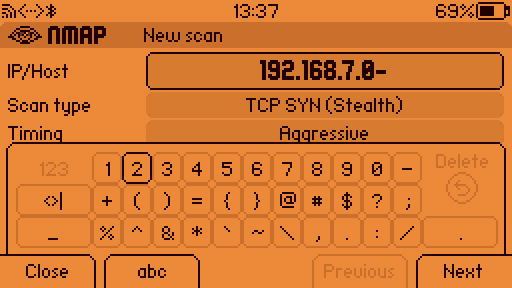 13:37 69%
NMAP New scan
IP/Host 192.168.7.0-
Scan type TCP SYN (Stealth)
Timing Aggressive
123 1 2 3 4 5 6 7 8 9 0 - Delete
<>| + ( ) = { } @ # $ ? ;
_ % ^ & * ` ~ \ , . : / .
Close abc Previous Next